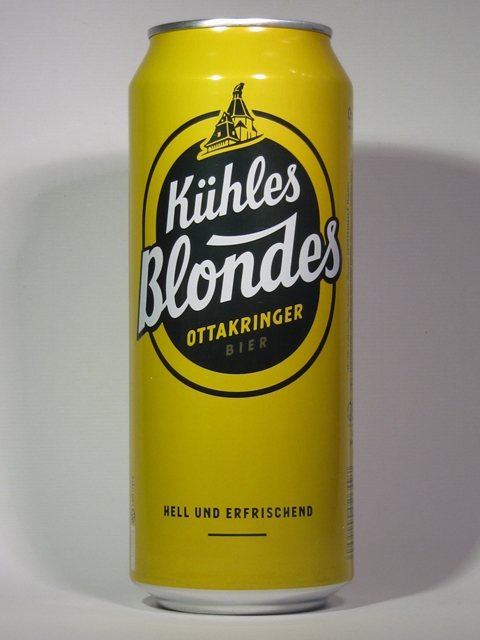 Kühles
Blondes
OTTAKRINGER
BIER
HELL UND ERFRISCHEND